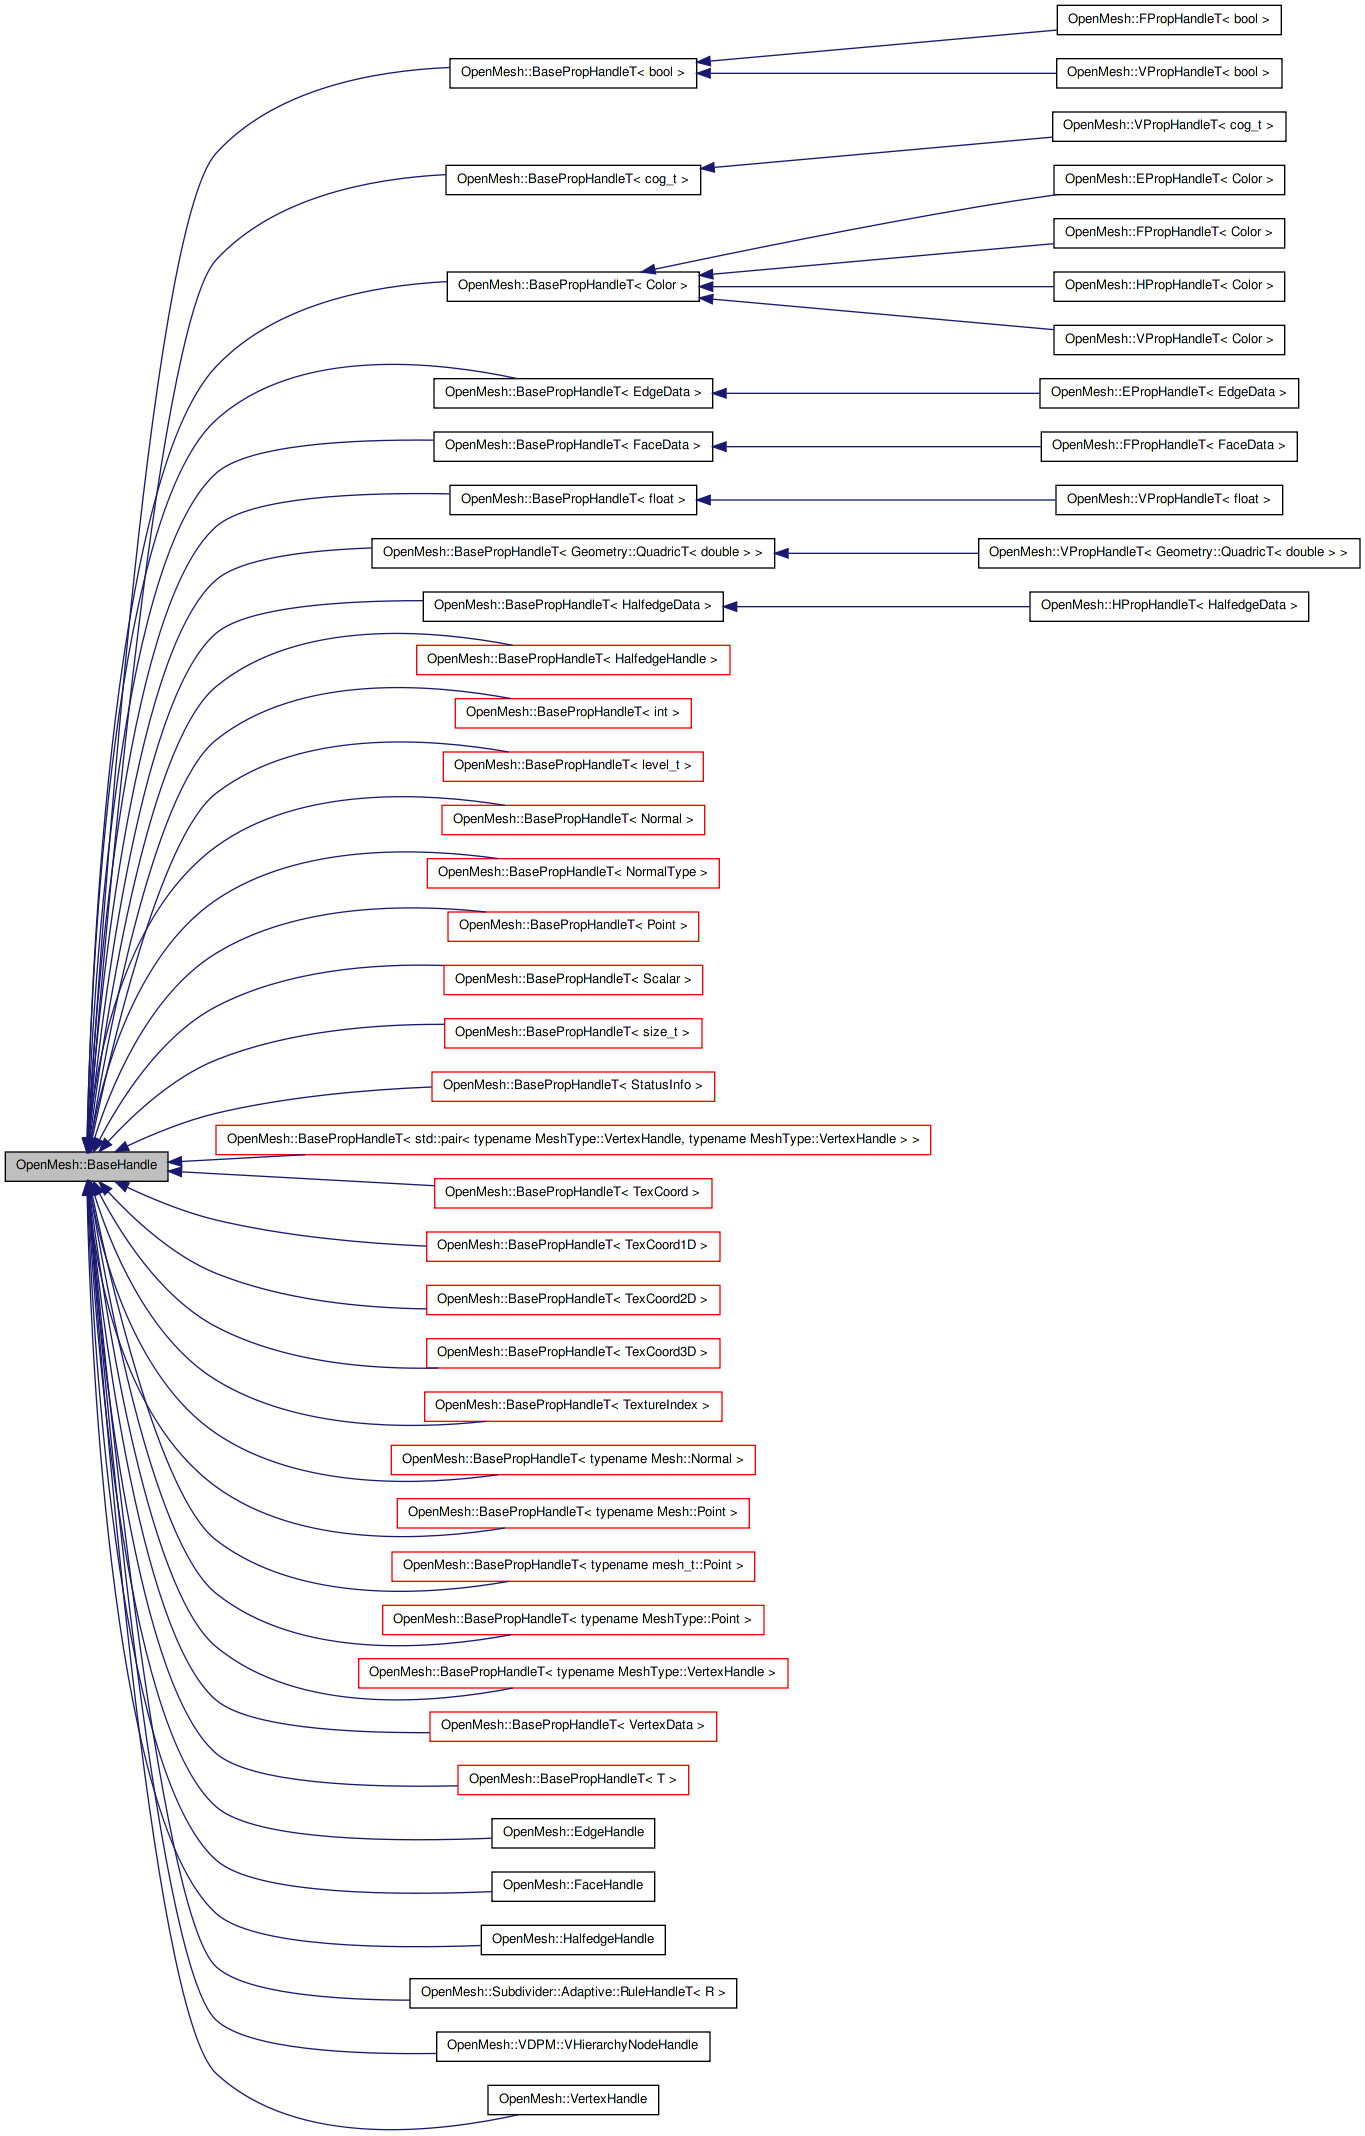 OpenMesh::FPropHandleT< bool >
OpenMesh::BasePropHandleT< bool >
OpenMesh::VPropHandleT< bool >
OpenMesh::VPropHandleT< cog_t >
OpenMesh::BasePropHandleT< cog_t >
OpenMesh::EPropHandleT< Color >
OpenMesh::FPropHandleT< Color >
OpenMesh::BasePropHandleT< Color >
OpenMesh::HPropHandleT< Color >
OpenMesh::VPropHandleT< Color >
OpenMesh::BasePropHandleT< EdgeData >
OpenMesh::EPropHandleT< EdgeData >
OpenMesh::BasePropHandleT< FaceData >
OpenMesh::FPropHandleT< FaceData >
OpenMesh::BasePropHandleT< float >
OpenMesh::VPropHandleT< float >
OpenMesh::BasePropHandleT< Geometry::QuadricT< double > >
OpenMesh::VPropHandleT< Geometry::QuadricT< double > >
OpenMesh::BasePropHandleT< HalfedgeData >
OpenMesh::HPropHandleT< HalfedgeData >
OpenMesh::BasePropHandleT< HalfedgeHandle >
OpenMesh::BasePropHandleT< int >
OpenMesh::BasePropHandleT< level_t >
OpenMesh::BasePropHandleT< Normal >
OpenMesh::BasePropHandleT< NormalType >
OpenMesh::BasePropHandleT< Point >
OpenMesh::BasePropHandleT< Scalar >
OpenMesh::BasePropHandleT< size_t >
OpenMesh::BasePropHandleT< StatusInfo >
OpenMesh::BasePropHandleT< std::pair< typename MeshType::VertexHandle, typename MeshType::VertexHandle > >
OpenMesh::BaseHandle
OpenMesh::BasePropHandleT< TexCoord >
OpenMesh::BasePropHandleT< TexCoord1D >
OpenMesh::BasePropHandleT< TexCoord2D >
OpenMesh::BasePropHandleT< TexCoord3D >
OpenMesh::BasePropHandleT< TextureIndex >
OpenMesh::BasePropHandleT< typename Mesh::Normal >
OpenMesh::BasePropHandleT< typename Mesh::Point >
OpenMesh::BasePropHandleT< typename mesh_t::Point >
OpenMesh::BasePropHandleT< typename MeshType::Point >
OpenMesh::BasePropHandleT< typename MeshType::VertexHandle >
OpenMesh::BasePropHandleT< VertexData >
OpenMesh::BasePropHandleT< T >
OpenMesh::EdgeHandle
OpenMesh::FaceHandle
OpenMesh::HalfedgeHandle
OpenMesh::Subdivider::Adaptive::RuleHandleT< R >
OpenMesh::VDPM::VHierarchyNodeHandle
OpenMesh::VertexHandle